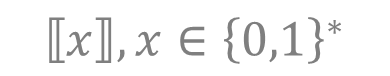 ⟦x⟧, x ∈ {0,1}*